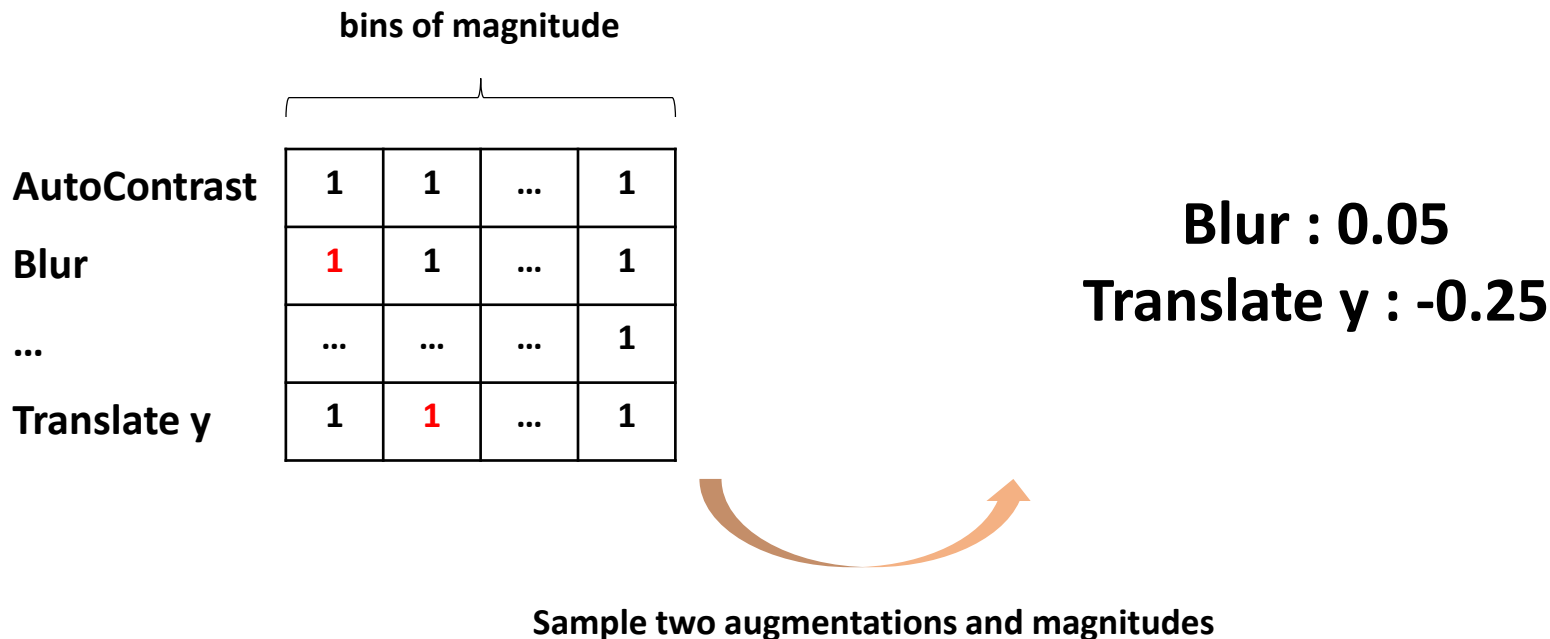 bins of magnitude
AutoContrast 1 1 ... 1
Blur 1 1 ... 1
... ... ... ... 1
Translate y 1 1 ... 1
Blur : 0.05
Translate y : -0.25
Sample two augmentations and magnitudes